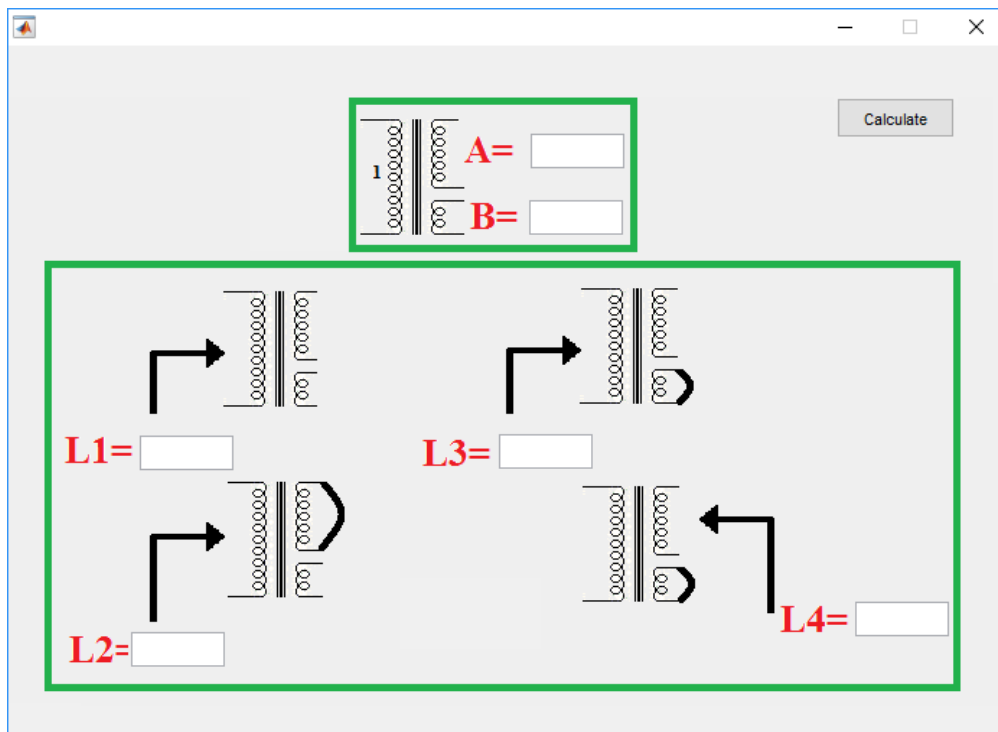 Calculate
1
A=
B=
L1=
L3=
L2=
L4=